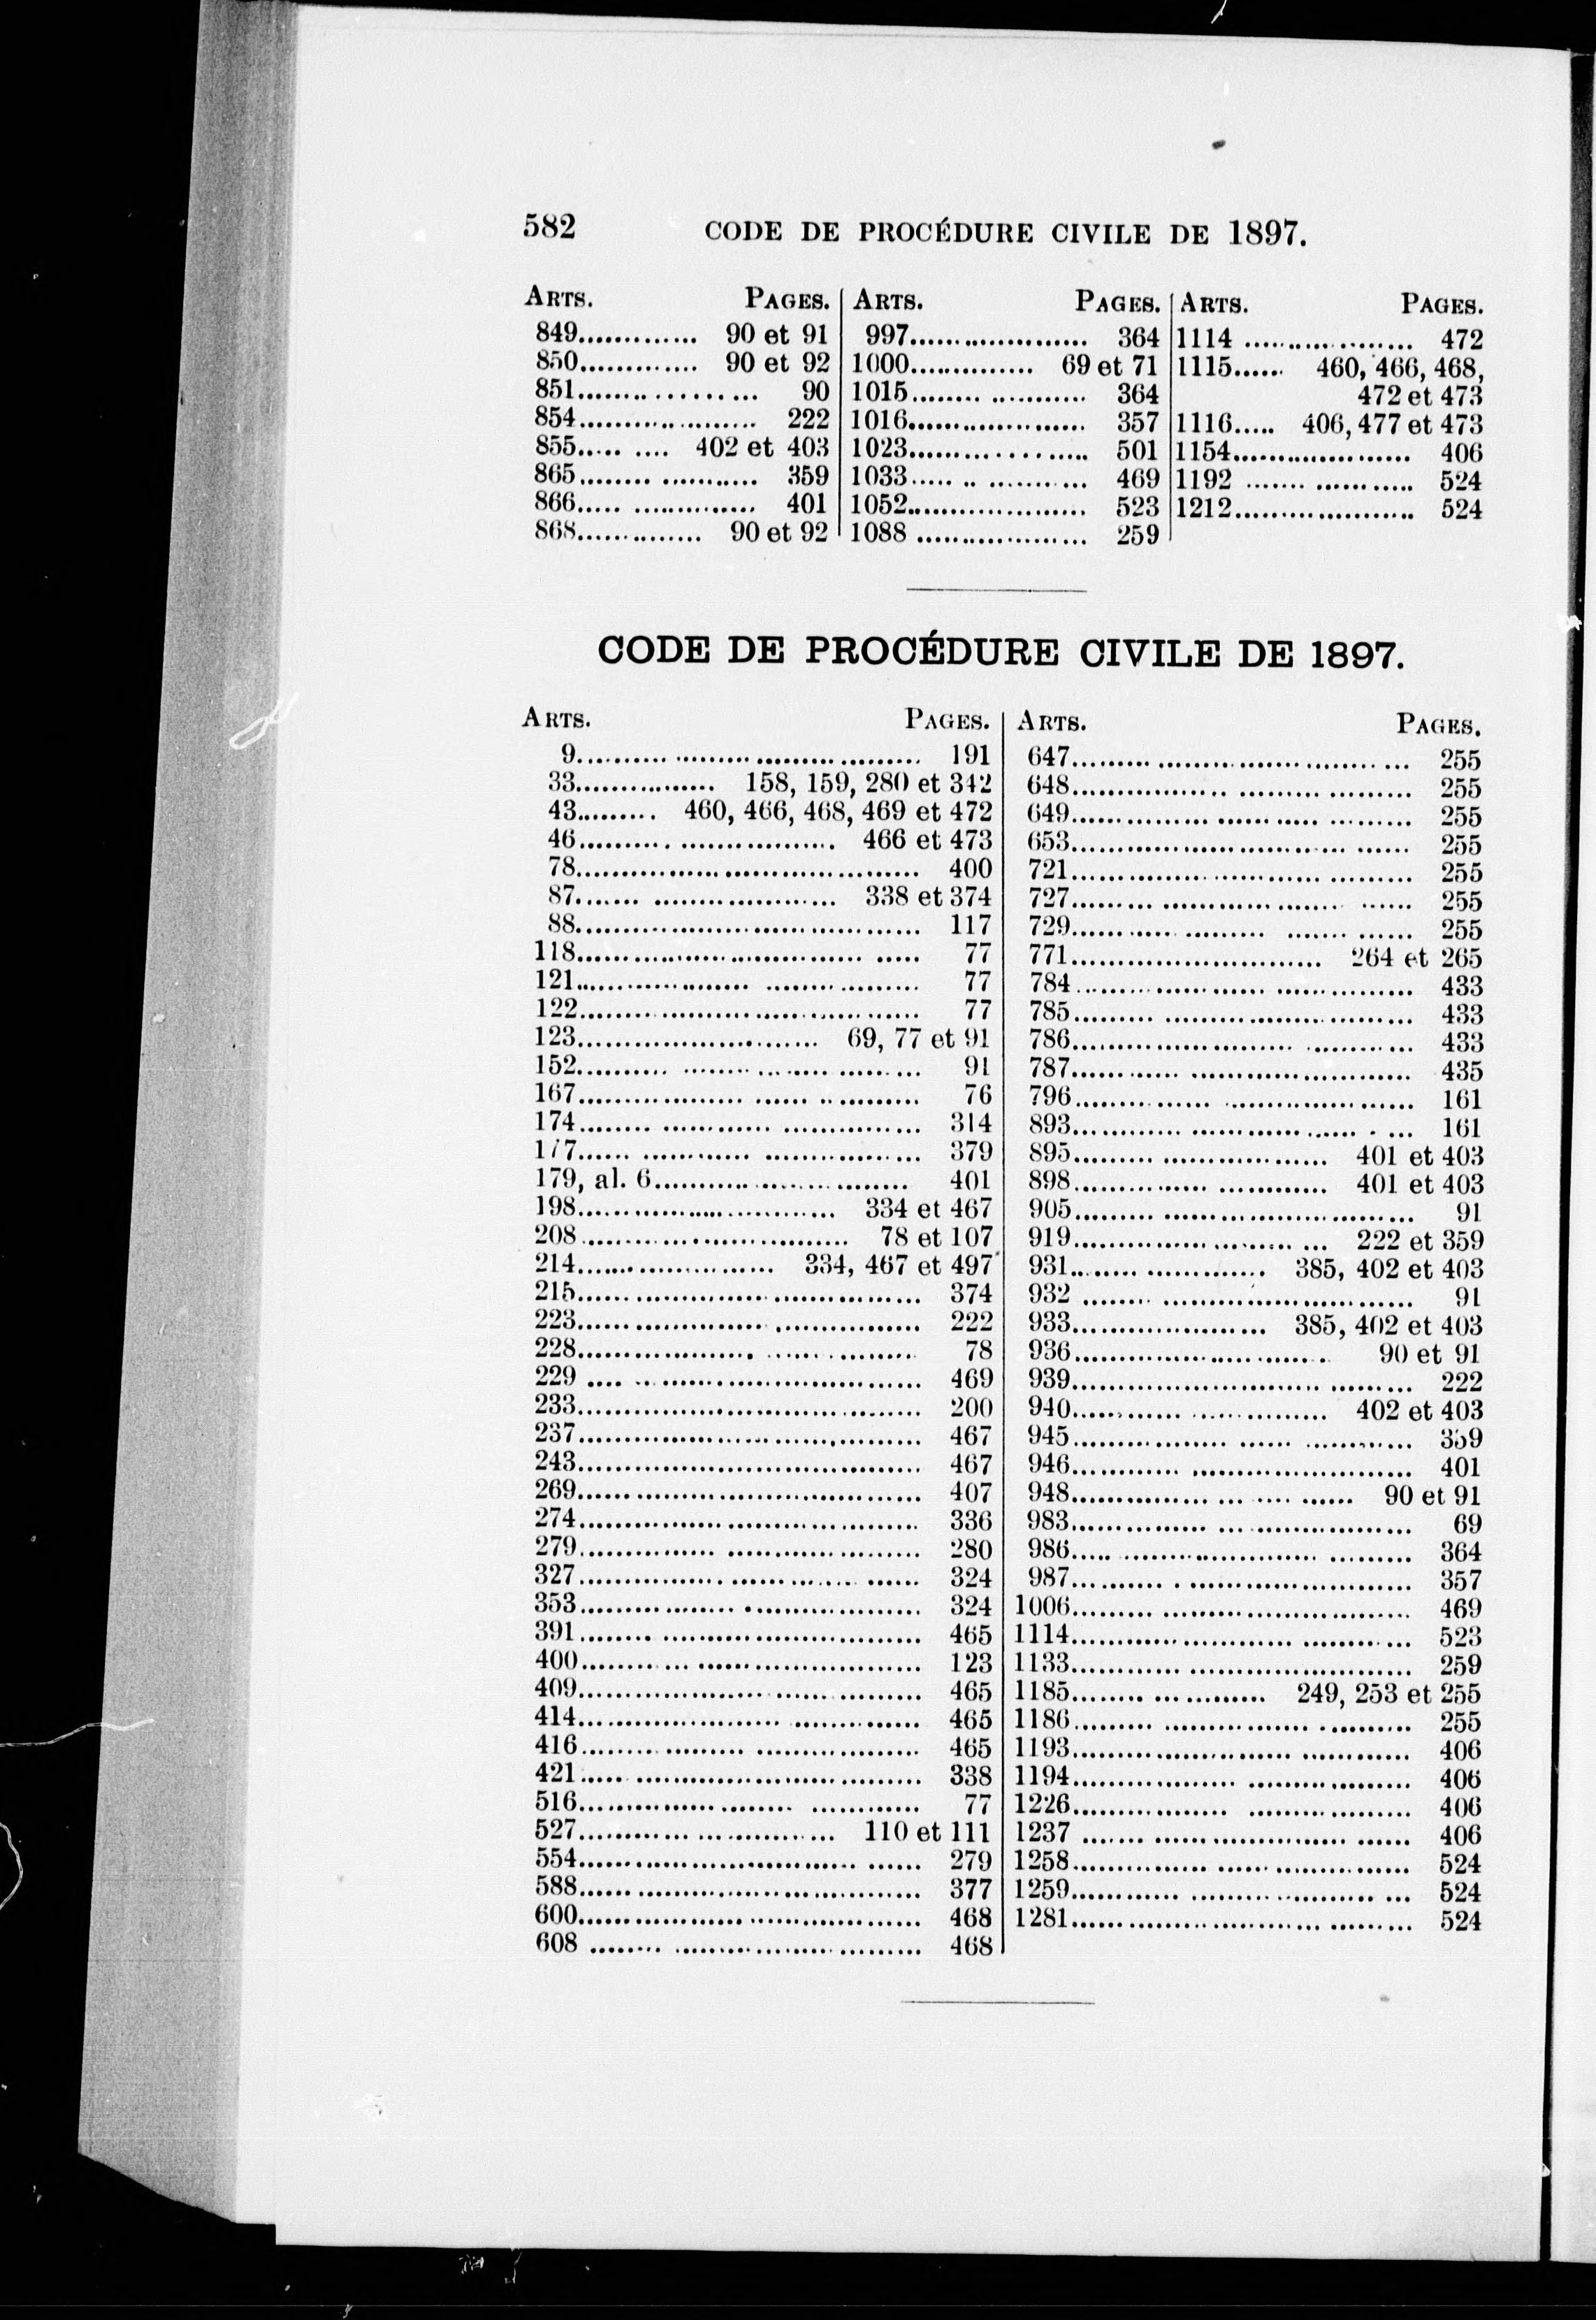 582 CODE DE PROCÉDURE CIVILE DE 1897.
ARTS. PAGES.
849.............. 90 et 91
850.............. 90 et 92
851.................. 90
854.................... 222
855..... .... 402 et 403
865........ ........... 359
866..... .............. 401
868.............. 90 et 92
ARTS. PAGES.
997..................... 364
1000.............. 69 et 71
1015........ ........... 364
1016..................... 357
1023..................... 501
1033..... .. ........... 469
1052..................... 523
1088 .................... 259
ARTS. PAGES.
1114 .................... 472
1115...... 460, 466, 468,
472 et 473
1116..... 406, 477 et 473
1154..................... 406
1192 ....... ........... 524
1212..................... 524
CODE DE PROCÉDURE CIVILE DE 1897.
ARTS. PAGES.
9.......... ......... ......... ......... 191
33................ 158, 159, 280 et 342
43......... 460, 466, 468, 469 et 472
46.......... .................. 466 et 473
78........................................ 400
87....... ..................... 338 et 374
88........................................ 117
118................................. ..... 77
121.................... .................. 77
122........ .............................. 77
123............................ 69, 77 et 91
152.......... ........ ........ ......... 91
167................... ...... .. ......... 76
174........ ............ ................ 314
177...... ............ .................. 379
179, al. 6.............................. 401
198.............................. 334 et 467
208............................... 78 et 107
214....................... 334, 467 et 497
215...... ............... ................ 374
223...... ............... ................ 222
228.................... ...... ......... 78
229 .... .. .............................. 469
233........................................ 200
237........................................ 467
243........................................ 467
269...... ................................ 407
274........................................ 336
279................ ...................... 280
327................. ............... ...... 324
353......... ........ .................... 324
391........ .............................. 465
400............ .......................... 123
409........................................ 465
414....................... ............... 465
416......... ......... ................... 465
421..... ................................. 338
516............... ........ ............. 77
527............. ................ 110 et 111
554................................ ...... 279
588...... ................................ 377
600................... .................... 468
608 ........ ............................. 468
ARTS. PAGES.
647......... ....................... ... 255
648.................. ......... ......... 255
649................ ............ ......... 255
653................................ ...... 255
721................ ............ ......... 255
727......... .................... ...... 255
729............ ......... ....... ...... 255
771............................. 264 et 265
784...................... ................ 433
785......... ............................. 433
786......................... ............ 433
787............ ......................... 435
796................ ...................... 161
893............. ................ . ... 161
895......... ................... 401 et 403
898................ ............ 401 et 403
905......... ............................. 91
919.......................... ... 222 et 359
931........ ............. 385, 402 et 403
932 ........ ............................. 91
933...................... 385, 402 et 403
936............................. 90 et 91
939............................. ......... 222
940............. ................ 402 et 403
945.................. ...... ............ 359
946............ ......................... 401
948................ ... .... ...... 90 et 91
983................ ... .................. 69
986..... ...................... ......... 364
987.......... . ......................... 357
1006......... ............................ 469
1114......................... ............ 523
1133............. ......................... 259
1185........ ... ......... 249, 253 et 255
1186......... ................ . ......... 255
1193......................... ............ 406
1194................... .................. 406
1226.................. ................... 406
1237 ....... .................... ...... 406
1258................ ...... .............. 524
1259............ ..................... ... 524
1281...... ...................... ......... 524